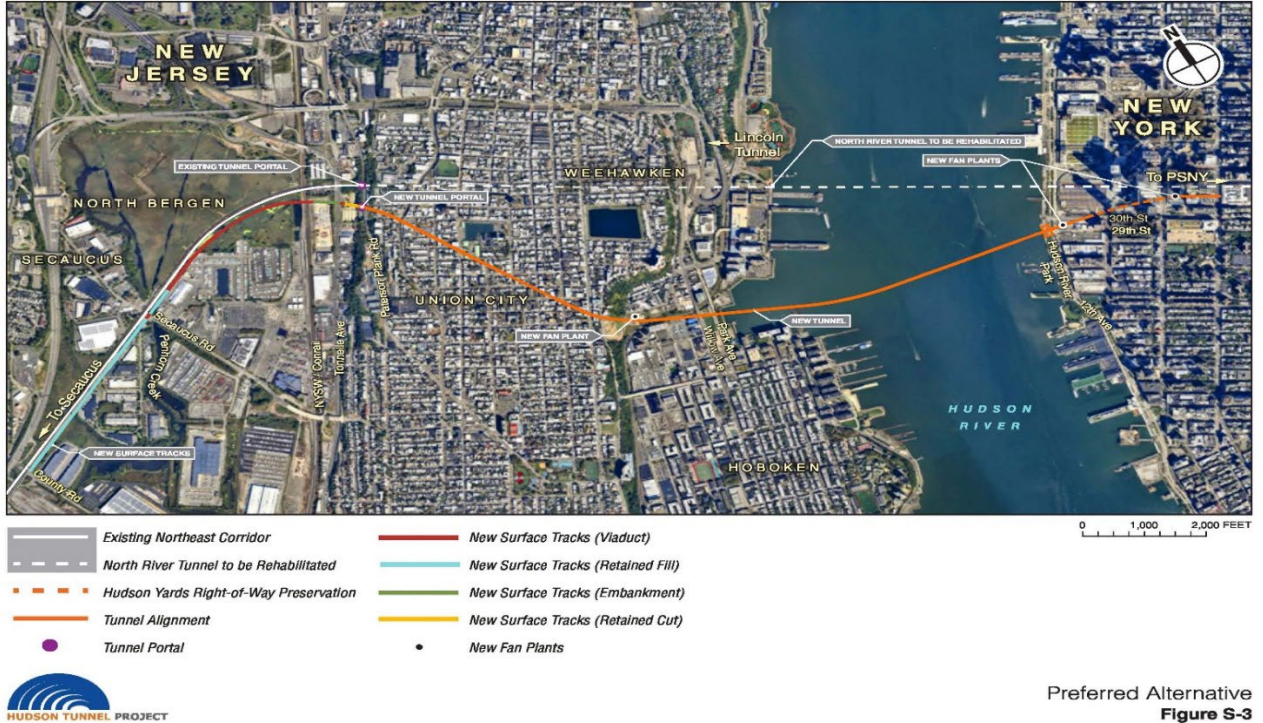 NEW
JERSEY
N
NEW
YORK
Lincoln
Tunnel
NORTH RIVER TUNNEL TO BE REHABILITATED
EXISTING TUNNEL PORTAL
NEW FAN PLANTS
WEEHAWKEN
To PSNY
NEW TUNNEL PORTAL
NORTH BERGEN
30th St
29th St
SECAUCUS
Paterson Plank Rd
Hudson River
Park
UNION CITY
12th Ave
NEW FAN PLANT
NEW TUNNEL
Secaucus Rd
Penhorn Creek
NYSW / Conrail
Tonnelle Ave
Park Ave
Willow Ave
To Secaucus
HUDSON
RIVER
NEW SURFACE TRACKS
HOBOKEN
County Rd
0 1,000 2,000 FEET
Existing Northeast Corridor
North River Tunnel to be Rehabilitated
Hudson Yards Right-of-Way Preservation
Tunnel Alignment
Tunnel Portal
New Surface Tracks (Viaduct)
New Surface Tracks (Retained Fill)
New Surface Tracks (Embankment)
New Surface Tracks (Retained Cut)
New Fan Plants
HUDSON TUNNEL PROJECT
Preferred Alternative
Figure S-3